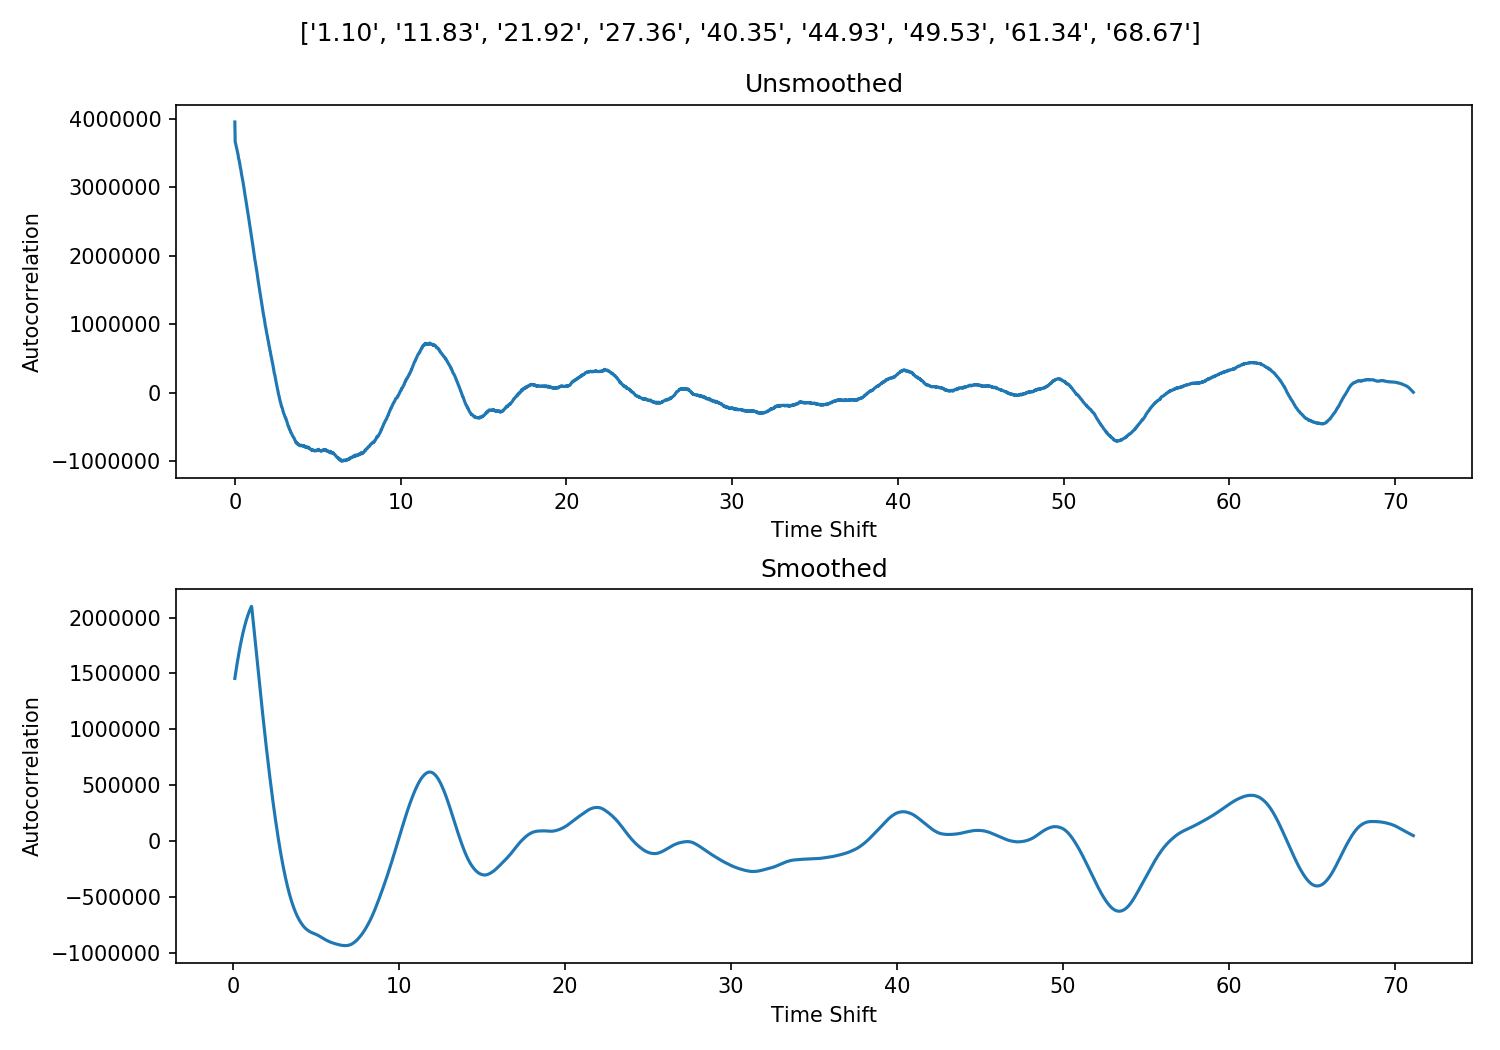 ['1.10', '11.83', '21.92', '27.36', '40.35', '44.93', '49.53', '61.34', '68.67']
Unsmoothed
4000000
3000000
2000000
1000000
0
−1000000
Autocorrelation
0 10 20 30 40 50 60 70
Time Shift
Smoothed
2000000
1500000
1000000
500000
0
−500000
−1000000
Autocorrelation
0 10 20 30 40 50 60 70
Time Shift